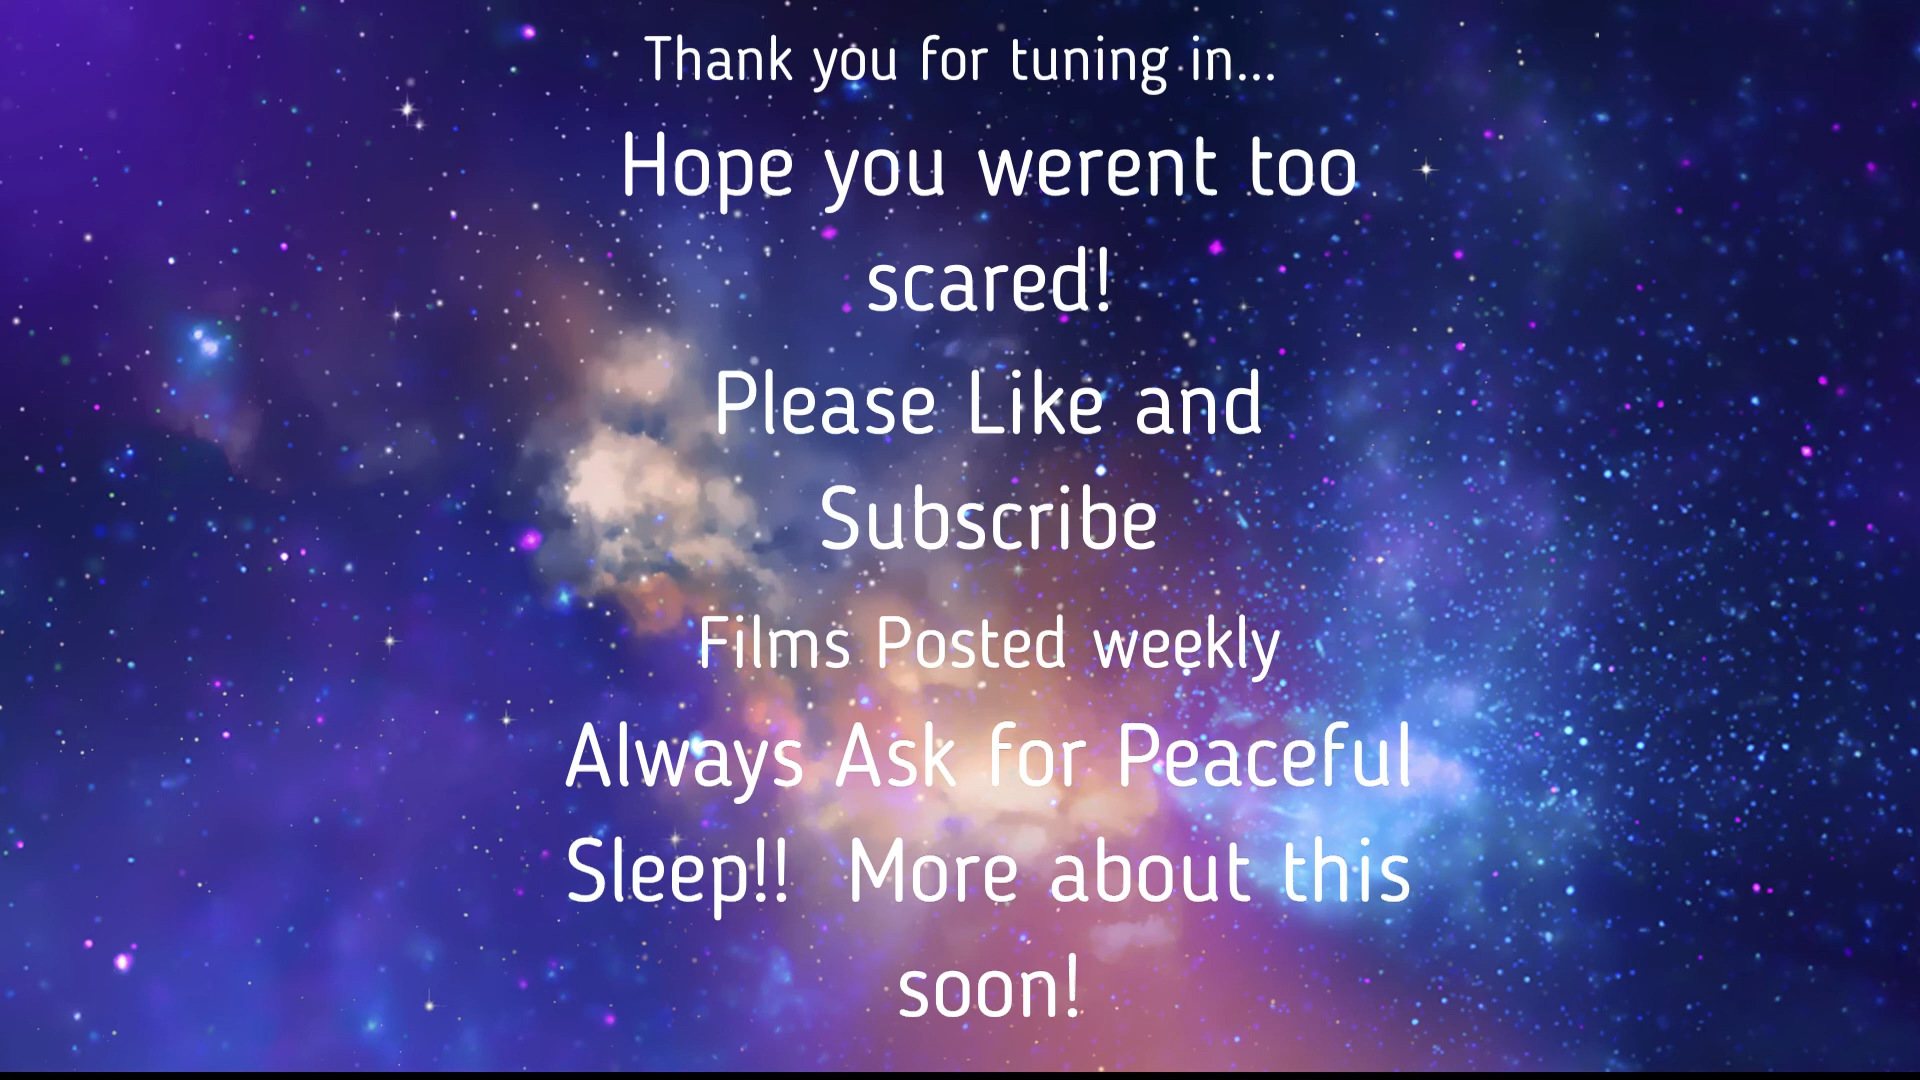 Thank you for tuning in...
Hope you werent too
scared!
Please Like and
Subscribe
Films Posted weekly
Always Ask for Peaceful
Sleep!!  More about this
soon!